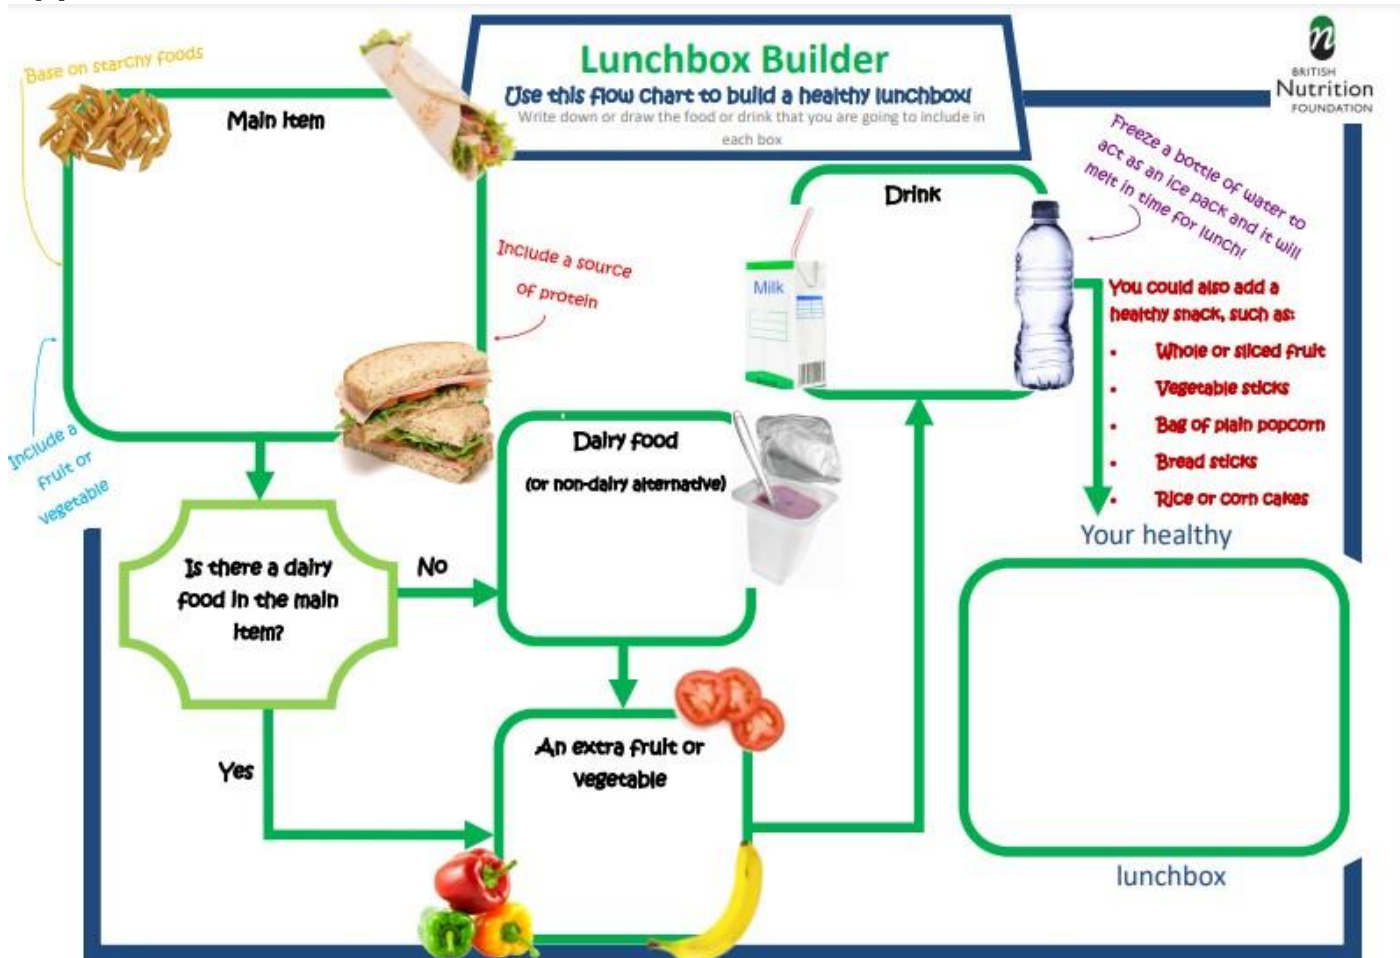 Lunchbox Builder
Use this flow chart to build a healthy lunchbox!
Write down or draw the food or drink that you are going to include in
each box
BRITISH
Nutrition
FOUNDATION
Base on starchy foods
Main item
Include a source
of protein
Include a
fruit or
vegetable
Is there a dairy
food in the main
item?
No
Yes
Dairy food
(or non-dairy alternative)
An extra fruit or
vegetable
Drink
Milk
Freeze a bottle of water to
act as an ice pack and it will
melt in time for lunch!
You could also add a
healthy snack, such as:
• Whole or sliced fruit
• Vegetable sticks
• Bag of plain popcorn
• Bread sticks
• Rice or corn cakes
Your healthy
lunchbox